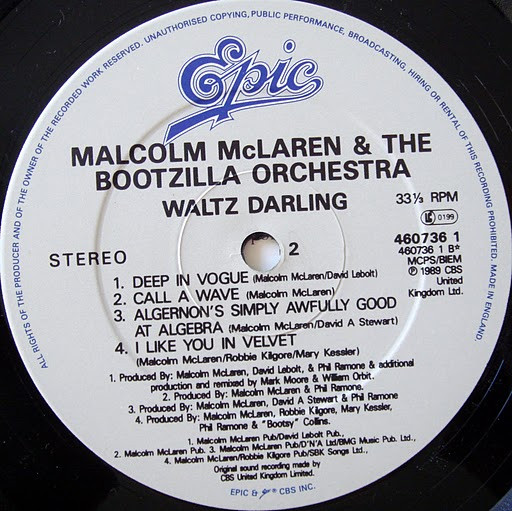 ALL RIGHTS OF THE PRODUCER AND OF THE OWNER OF THE RECORDED WORK RESERVED. UNAUTHORISED COPYING, PUBLIC PERFORMANCE, BROADCASTING, HIRING OR RENTAL OF THIS RECORDING PROHIBITED. MADE IN ENGLAND.
Epic
MALCOLM McLAREN & THE
BOOTZILLA ORCHESTRA
WALTZ DARLING
33⅓ RPM
LC 0199
STEREO
2
460736 1
460736 1 B*
MCPS/BIEM
℗ 1989 CBS
United
Kingdom Ltd.
1. DEEP IN VOGUE (Malcolm McLaren/David Lebolt)
2. CALL A WAVE (Malcolm McLaren)
3. ALGERNON'S SIMPLY AWFULLY GOOD
AT ALGEBRA (Malcolm McLaren/David A Stewart)
4. I LIKE YOU IN VELVET
(Malcolm McLaren/Robbie Kilgore/Mary Kessler)
1. Produced By: Malcolm McLaren, David Lebolt, & Phil Ramone & additional
production and remixed by Mark Moore & William Orbit.
2. Produced By: Malcolm McLaren & Phil Ramone.
3. Produced By: Malcolm McLaren, David A Stewart & Phil Ramone
4. Produced By: Malcolm McLaren, Robbie Kilgore, Mary Kessler,
Phil Ramone & "Bootsy" Collins.
1. Malcolm McLaren Pub/David Lebolt Pub.,
2. Malcolm McLaren Pub. 3. Malcolm McLaren Pub/D'N'A Ltd/BMG Music Pub. Ltd.,
4. Malcolm McLaren/Robbie Kilgore Pub/SBK Songs Ltd.,
Original sound recording made by
CBS United Kingdom Limited.
EPIC & Epic ® CBS INC.